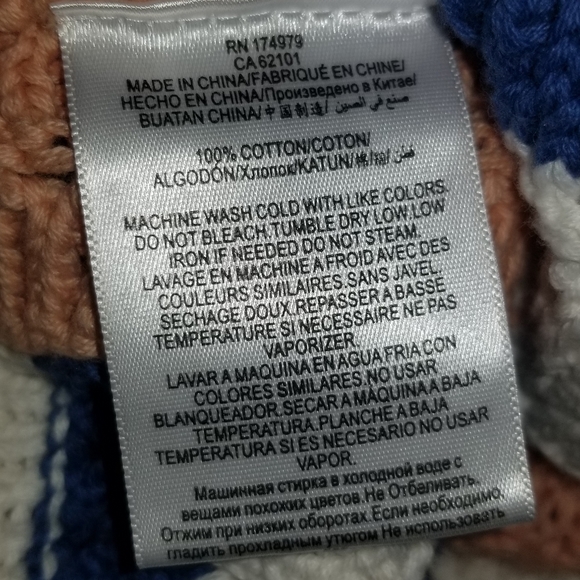 RN 174979
CA 62101
MADE IN CHINA/FABRIQUÉ EN CHINE/
HECHO EN CHINA/Произведено в Китае/
BUATAN CHINA/中国制造/ صنع في الصين
100% COTTON/COTON/
ALGODÓN/Хлопок/KATUN/棉/綿/ قطن
MACHINE WASH COLD WITH LIKE COLORS.
DO NOT BLEACH.TUMBLE DRY LOW.LOW
IRON IF NEEDED DO NOT STEAM.
LAVAGE EN MACHINE A FROID AVEC DES
COULEURS SIMILAIRES.SANS JAVEL.
SECHAGE DOUX.REPASSER A BASSE
TEMPERATURE SI NECESSAIRE NE PAS
VAPORIZER.
LAVAR A MAQUINA EN AGUA FRIA CON
COLORES SIMILARES.NO USAR
BLANQUEADOR.SECAR A MAQUINA A BAJA
TEMPERATURA.PLANCHE A BAJA
TEMPERATURA SI ES NECESARIO NO USAR
VAPOR.
Машинная стирка в холодной воде с
вещами похожих цветов.Не Отбеливать.
Отжим при низких оборотах.Если необходимо,
гладить прохладным утюгом Не использовать